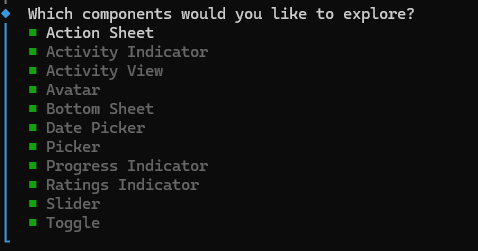 Which components would you like to explore?
Action Sheet
Activity Indicator
Activity View
Avatar
Bottom Sheet
Date Picker
Picker
Progress Indicator
Ratings Indicator
Slider
Toggle